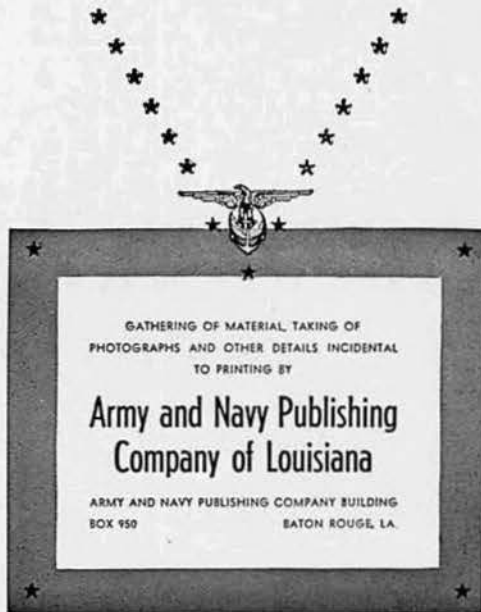 GATHERING OF MATERIAL, TAKING OF
PHOTOGRAPHS AND OTHER DETAILS INCIDENTAL
TO PRINTING BY
Army and Navy Publishing
Company of Louisiana
ARMY AND NAVY PUBLISHING COMPANY BUILDING
BOX 950 BATON ROUGE, LA.